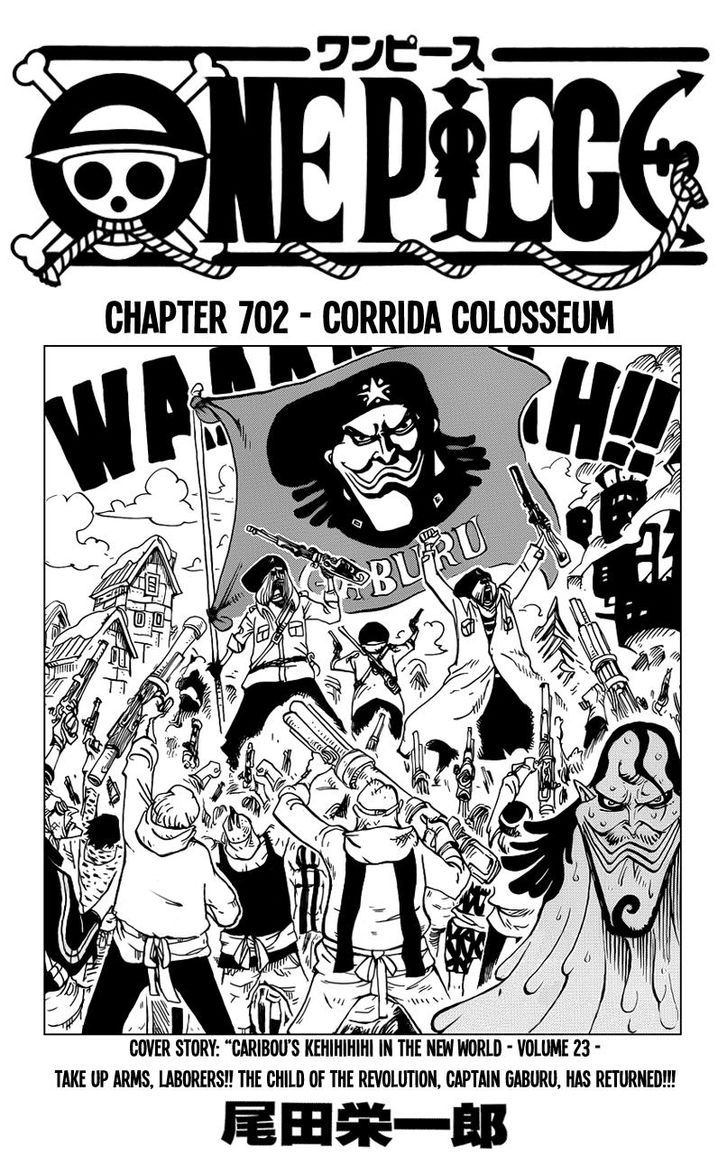 ワンピース
ONE PIECE
CHAPTER 702 - CORRIDA COLOSSEUM
WAAAAAH!!
GABURU
COVER STORY: "CARIBOU'S KEHIHIHIHI IN THE NEW WORLD - VOLUME 23 -
TAKE UP ARMS, LABORERS!! THE CHILD OF THE REVOLUTION, CAPTAIN GABURU, HAS RETURNED!!!
尾田栄一郎